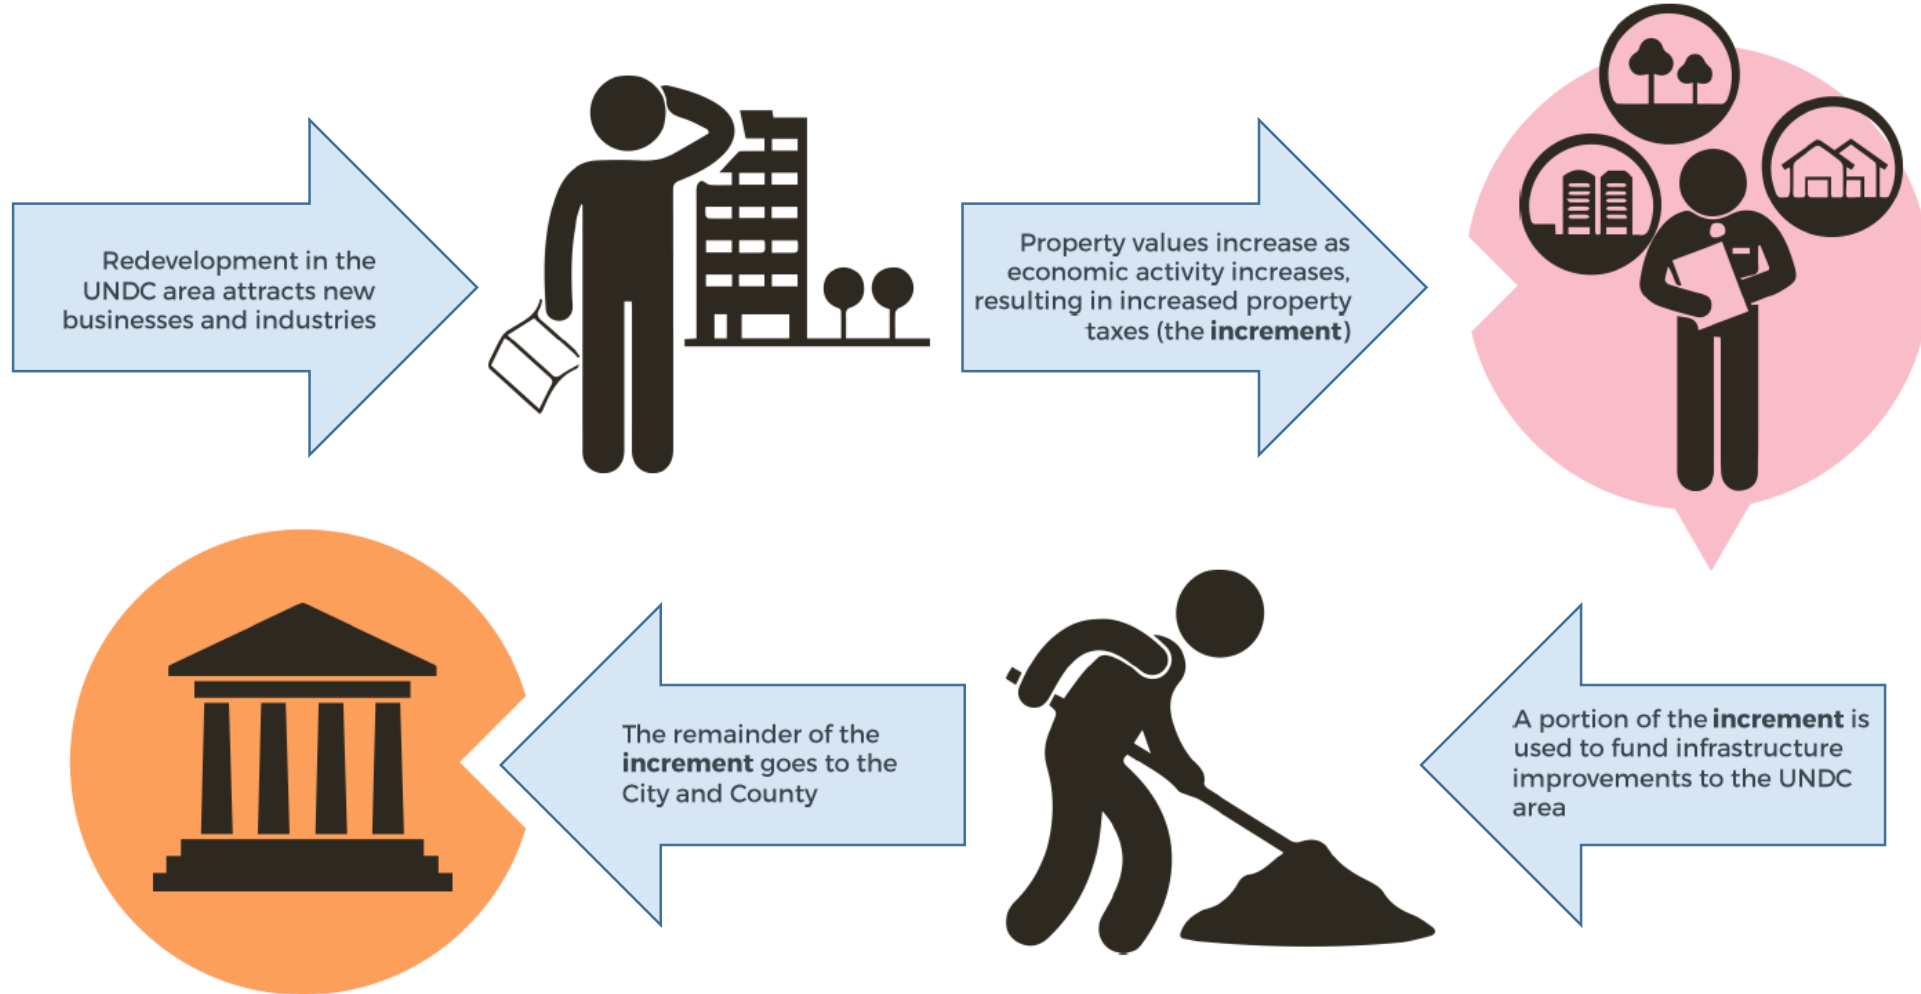 Redevelopment in the
UNDC area attracts new
businesses and industries
Property values increase as
economic activity increases,
resulting in increased property
taxes (the increment)
A portion of the increment is
used to fund infrastructure
improvements to the UNDC
area
The remainder of the
increment goes to the
City and County